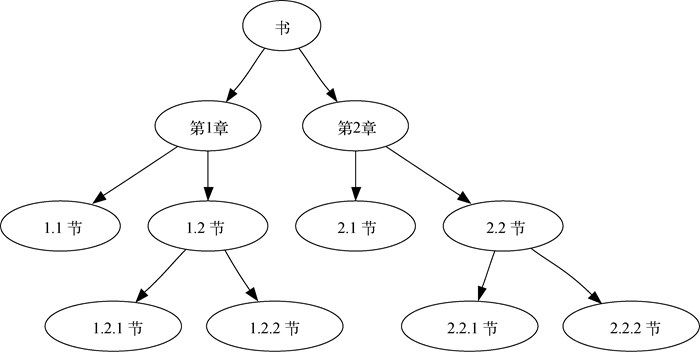 书
第1章
第2章
1.1 节
1.2 节
2.1 节
2.2 节
1.2.1 节
1.2.2 节
2.2.1 节
2.2.2 节